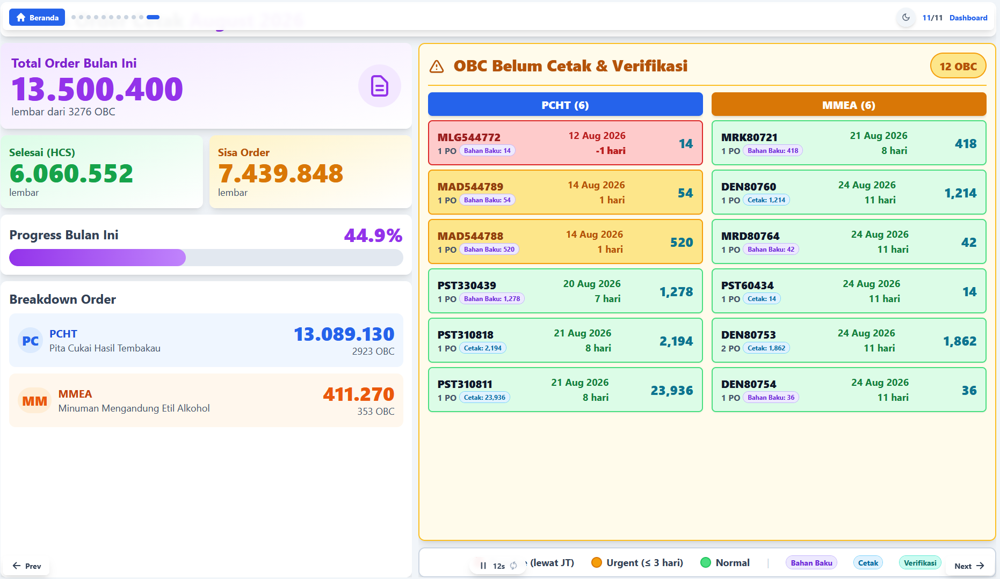 Beranda
Order Cetak August 2026
11/11 Dashboard
Total Order Bulan Ini
13.500.400
lembar dari 3276 OBC
Selesai (HCS)
6.060.552
lembar
Sisa Order
7.439.848
lembar
Progress Bulan Ini
44.9%
Breakdown Order
PC
PCHT
Pita Cukai Hasil Tembakau
13.089.130
2923 OBC
MM
MMEA
Minuman Mengandung Etil Alkohol
411.270
353 OBC
Prev
OBC Belum Cetak & Verifikasi
12 OBC
PCHT (6)
MLG544772
1 PO Bahan Baku: 14
12 Aug 2026
-1 hari
14
MAD544789
1 PO Bahan Baku: 54
14 Aug 2026
1 hari
54
MAD544788
1 PO Bahan Baku: 520
14 Aug 2026
1 hari
520
PST330439
1 PO Bahan Baku: 1,278
20 Aug 2026
7 hari
1,278
PST310818
1 PO Cetak: 2,194
21 Aug 2026
8 hari
2,194
PST310811
1 PO Cetak: 23,936
21 Aug 2026
8 hari
23,936
MMEA (6)
MRK80721
1 PO Bahan Baku: 418
21 Aug 2026
8 hari
418
DEN80760
1 PO Cetak: 1,214
24 Aug 2026
11 hari
1,214
MRD80764
1 PO Bahan Baku: 42
24 Aug 2026
11 hari
42
PST60434
1 PO Cetak: 14
24 Aug 2026
11 hari
14
DEN80753
2 PO Cetak: 1,862
24 Aug 2026
11 hari
1,862
DEN80754
1 PO Bahan Baku: 36
24 Aug 2026
11 hari
36
12s
(lewat JT) Urgent (≤ 3 hari) Normal | Bahan Baku Cetak Verifikasi
Next